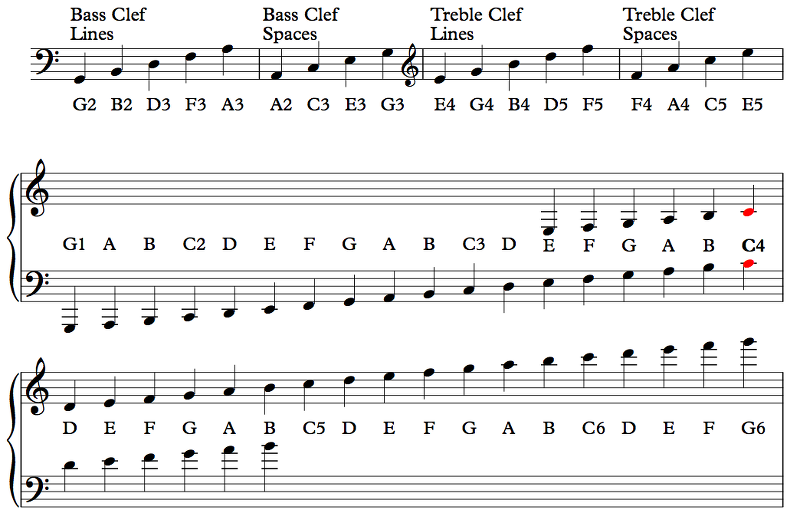 Bass Clef Bass Clef Treble Clef Treble Clef
Lines Spaces Lines Spaces
G2 B2 D3 F3 A3 A2 C3 E3 G3 E4 G4 B4 D5 F5 F4 A4 C5 E5
G1 A B C2 D E F G A B C3 D E F G A B C4
D E F G A B C5 D E F G A B C6 D E F G6